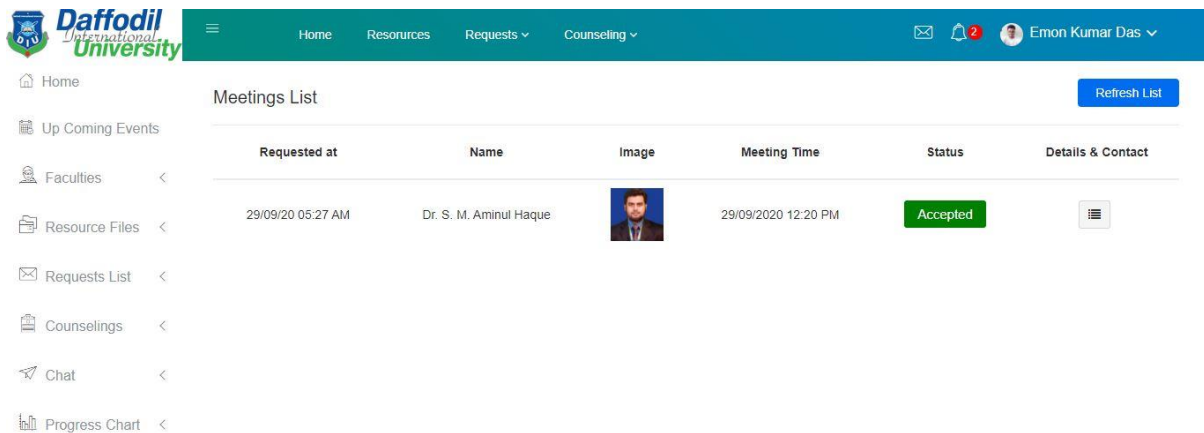 Daffodil
International
University
Home Resorurces Requests Counseling 2 Emon Kumar Das
Home
Up Coming Events
Faculties
Resource Files
Requests List
Counselings
Chat
Progress Chart
Meetings List Refresh List
Requested at Name Image Meeting Time Status Details & Contact
29/09/20 05:27 AM Dr. S. M. Aminul Haque 29/09/2020 12:20 PM Accepted